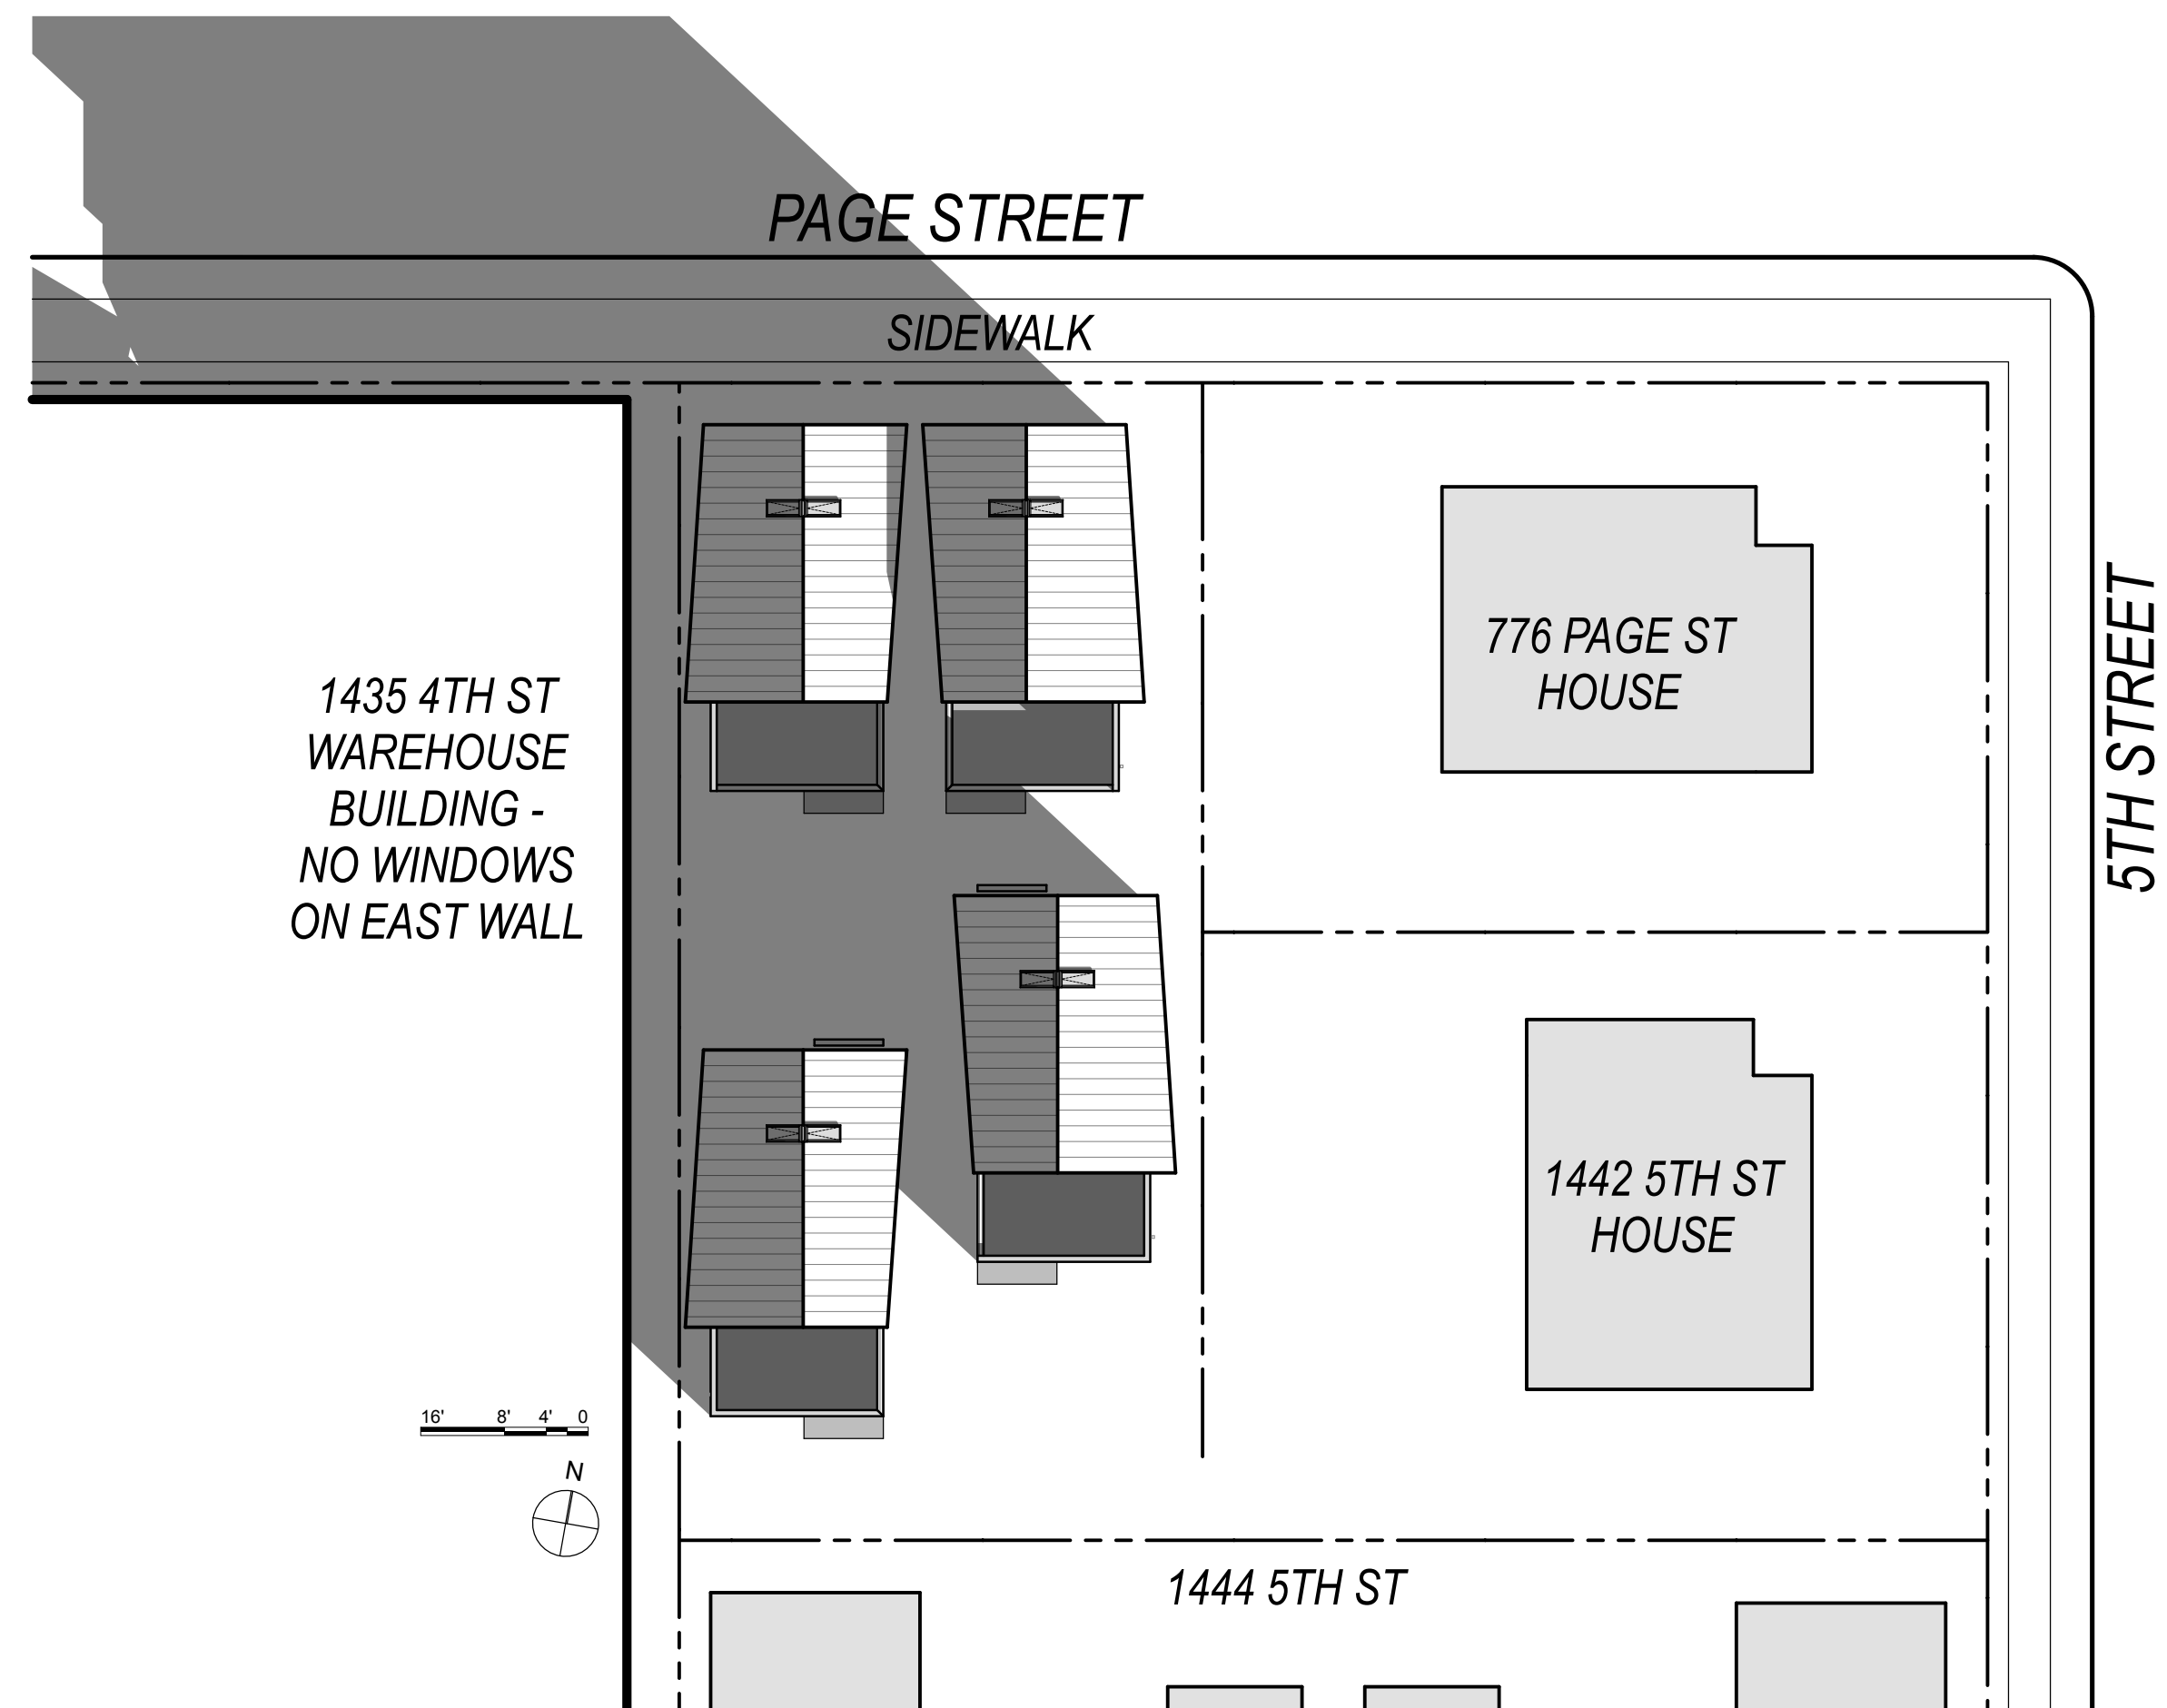 PAGE STREET
SIDEWALK
776 PAGE ST
HOUSE
5TH STREET
1435 4TH ST
WAREHOUSE
BUILDING -
NO WINDOWS
ON EAST WALL
1442 5TH ST
HOUSE
16' 8' 4' 0
N
1444 5TH ST